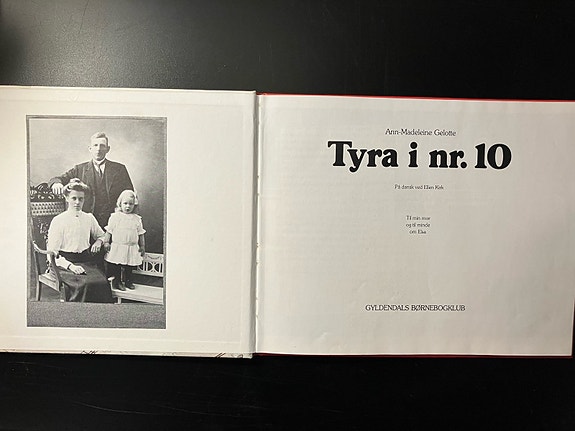 Ann-Madeleine Gelotte
Tyra i nr. 10
På dansk ved Ellen Kirk
Til min mor
og til minde
om Elsa
GYLDENDALS BØRNEBOGKLUB